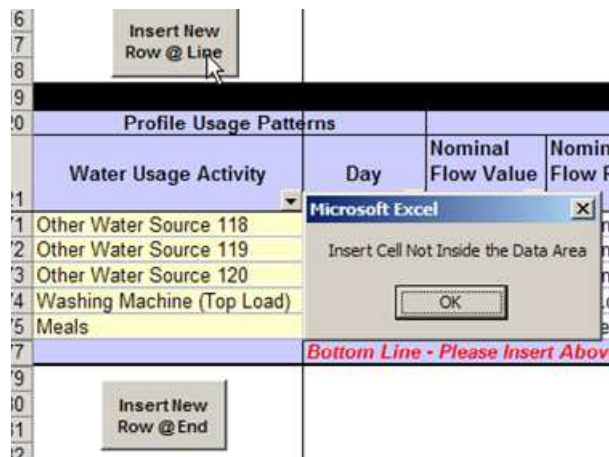 6
7
8
Insert New
Row @ Line
9
20 Profile Usage Patterns
Water Usage Activity Day Nominal
Flow Value
21
Microsoft Excel
Insert Cell Not Inside the Data Area
OK
71 Other Water Source 118
72 Other Water Source 119
73 Other Water Source 120
74 Washing Machine (Top Load)
75 Meals
77 Bottom Line - Please Insert
79
80
81
Insert New
Row @ End